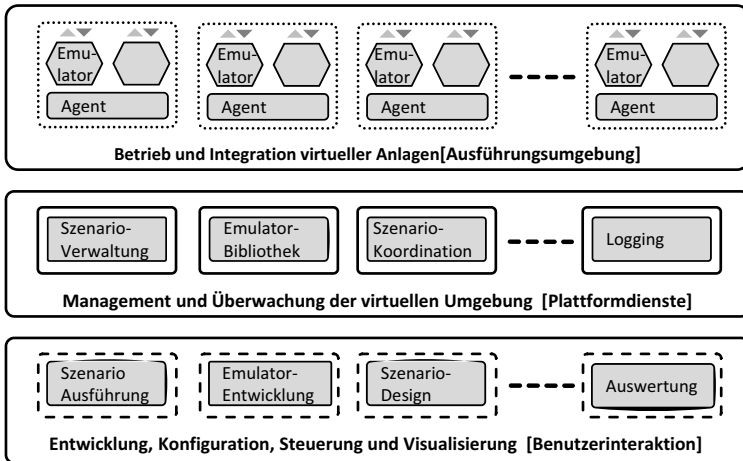 Emu-
lator
Agent
Emu-
lator
Agent
Emu-
lator
Agent
Emu-
lator
Agent
Betrieb und Integration virtueller Anlagen[Ausführungsumgebung]
Szenario-
Verwaltung
Emulator-
Bibliothek
Szenario-
Koordination
Logging
Management und Überwachung der virtuellen Umgebung [Plattformdienste]
Szenario
Ausführung
Emulator-
Entwicklung
Szenario-
Design
Auswertung
Entwicklung, Konfiguration, Steuerung und Visualisierung [Benutzerinteraktion]